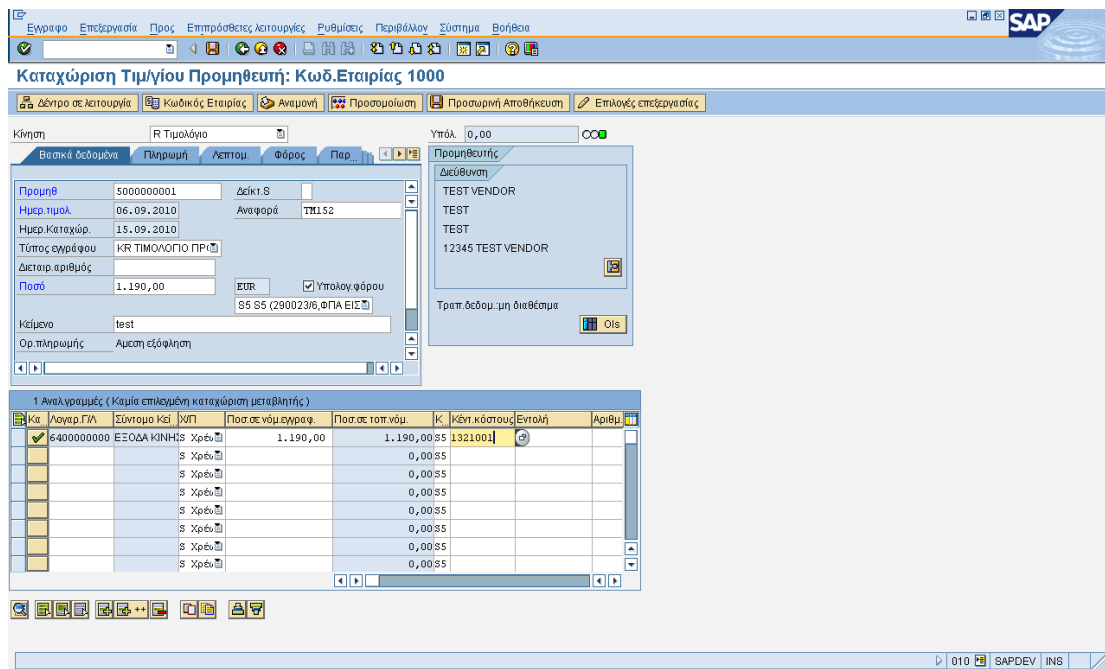 Εγγραφο Επεξεργασία Προς Επιπρόσθετες λειτουργίες Ρυθμίσεις Περιβάλλον Σύστημα Βοήθεια
SAP
Καταχώριση Τιμ/γίου Προμηθευτή: Κωδ.Εταιρίας 1000
Δέντρο σε λειτουργία Κωδικός Εταιρίας Αναμονή Προσομοίωση Προσωρινή Αποθήκευση Επιλογές επεξεργασίας
Κίνηση R Τιμολόγιο Υπόλ. 0,00
Βασικά δεδομένα Πληρωμή Λεπτομ. Φόρος Παρ Προμηθευτής
Διεύθυνση
Προμηθ 5000000001 Δείκτ.S TEST VENDOR
Ημερ.τιμολ. 06.09.2010 Αναφορά TM152 TEST
Ημερ.Καταχώρ. 15.09.2010 TEST
Τύπος εγγράφου KR ΤΙΜΟΛΟΓΙΟ ΠΡΟ 12345 TEST VENDOR
Διεταιρ.αριθμός
Ποσό 1.190,00 EUR Υπολογ.φόρου
S5 S5 (290023/6,ΦΠΑ ΕΙΣ Τραπ.δεδομ.:μη διαθέσιμα
Κείμενο test OIs
Ορ.πληρωμής Αμεση εξόφληση
1 Αναλ.γραμμές ( Καμία επιλεγμένη καταχώριση μεταβλητής )
Κα.. Λογαρ.Γ/Λ Σύντομο Κεί.. Χ/Π Ποσ.σε νόμ.εγγραφ. Ποσ.σε τοπ.νόμ. Κ.. Κέντ.κόστους Εντολή Αριθμ.
6400000000 ΕΞΟΔΑ ΚΙΝΗΣ S Χρέω 1.190,00 1.190,00 S5 1321001
S Χρέω 0,00 S5
S Χρέω 0,00 S5
S Χρέω 0,00 S5
S Χρέω 0,00 S5
S Χρέω 0,00 S5
S Χρέω 0,00 S5
S Χρέω 0,00 S5
010 SAPDEV INS